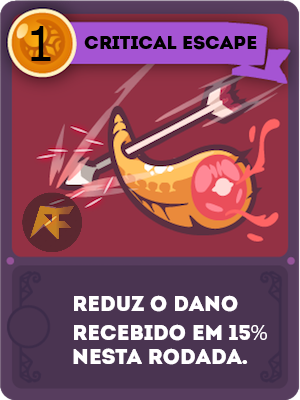 1
CRITICAL ESCAPE
REDUZ O DANO
RECEBIDO EM 15%
NESTA RODADA.